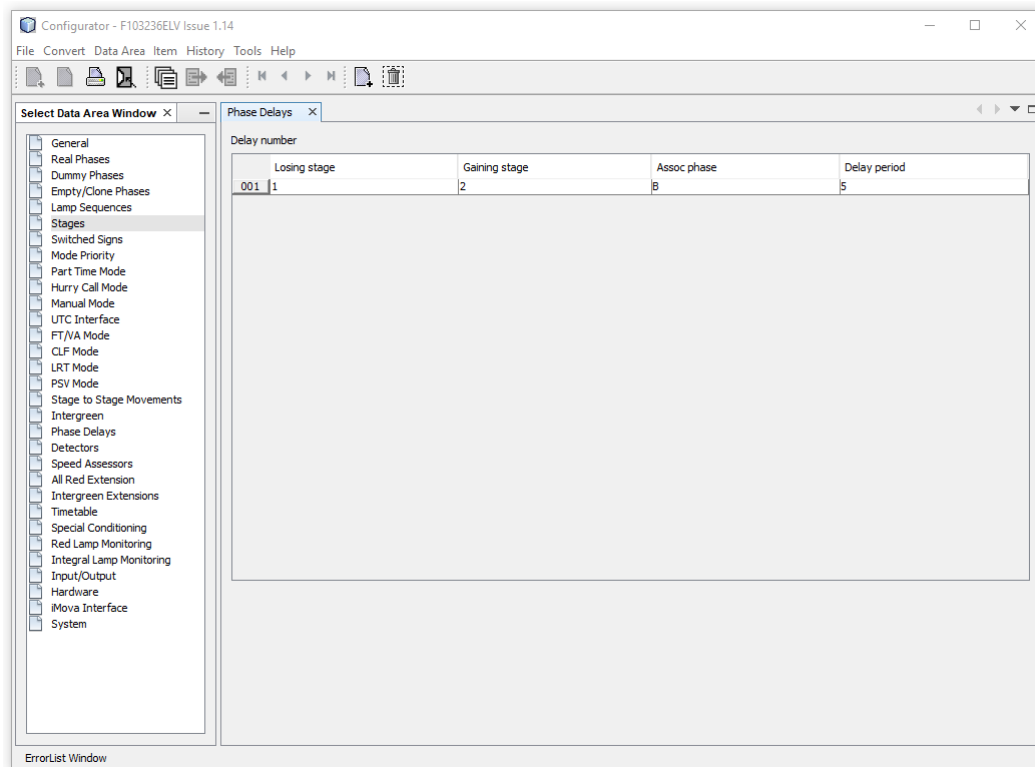 Configurator - F103236ELV Issue 1.14
File Convert Data Area Item History Tools Help
Select Data Area Window
General
Real Phases
Dummy Phases
Empty/Clone Phases
Lamp Sequences
Stages
Switched Signs
Mode Priority
Part Time Mode
Hurry Call Mode
Manual Mode
UTC Interface
FT/VA Mode
CLF Mode
LRT Mode
PSV Mode
Stage to Stage Movements
Intergreen
Phase Delays
Detectors
Speed Assessors
All Red Extension
Intergreen Extensions
Timetable
Special Conditioning
Red Lamp Monitoring
Integral Lamp Monitoring
Input/Output
Hardware
iMova Interface
System
Phase Delays
Delay number
Losing stage Gaining stage Assoc phase Delay period
001 1 2 B 5
ErrorList Window